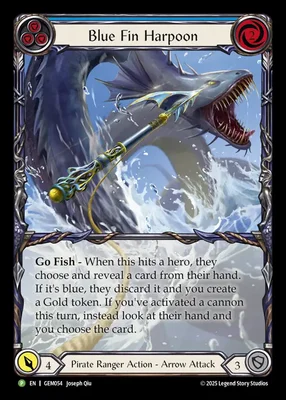 Blue Fin Harpoon
Go Fish - When this hits a hero, they
choose and reveal a card from their hand.
If it's blue, they discard it and you create
a Gold token. If you've activated a cannon
this turn, instead look at their hand and
you choose the card.
4
Pirate Ranger Action - Arrow Attack
3
P EN GEM054 Joseph Qiu
© 2025 Legend Story Studios